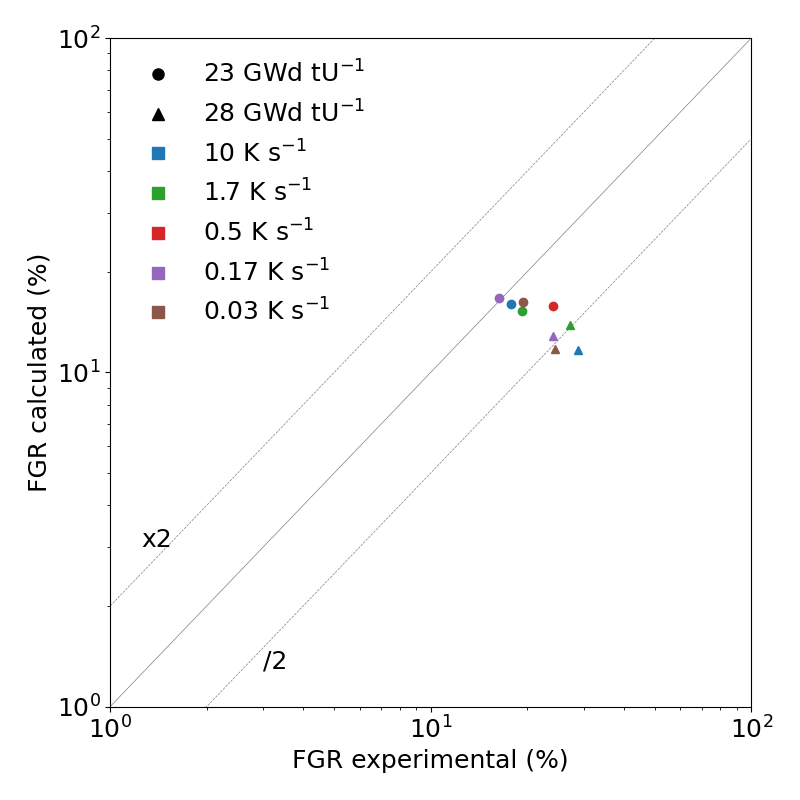 23 GWd tU⁻¹
28 GWd tU⁻¹
10 K s⁻¹
1.7 K s⁻¹
0.5 K s⁻¹
0.17 K s⁻¹
0.03 K s⁻¹
FGR calculated (%)
10²
10¹
10⁰
x2
/2
10⁰ 10¹ 10²
FGR experimental (%)